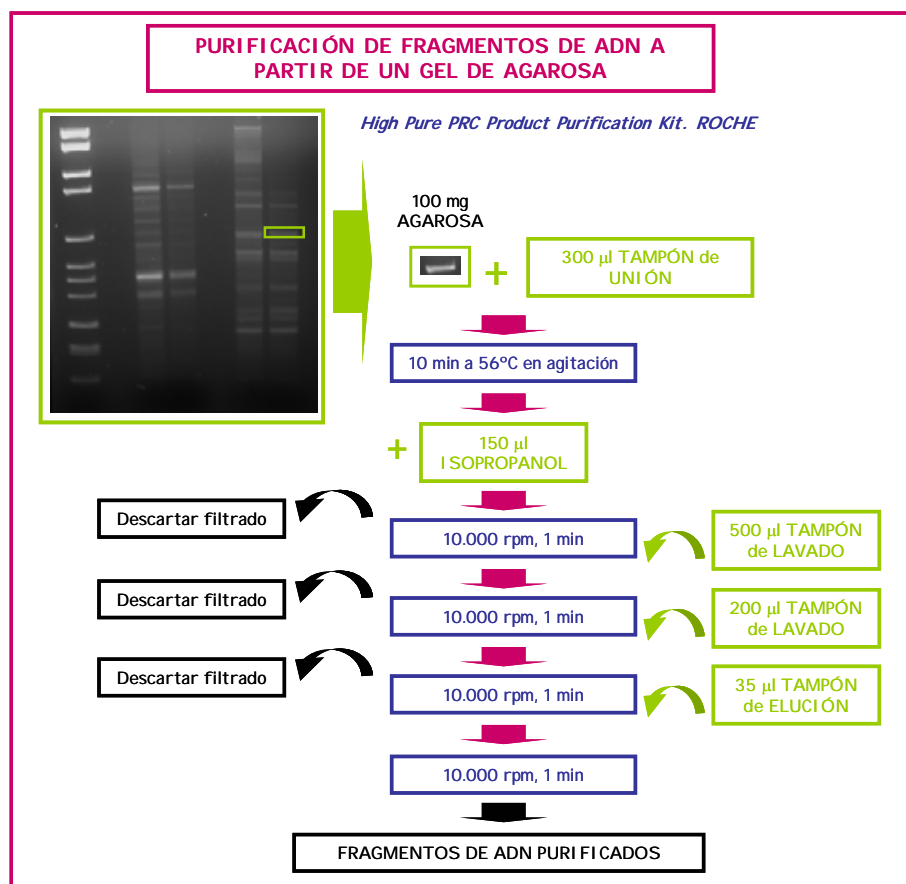 PURIFICACIÓN DE FRAGMENTOS DE ADN A
PARTIR DE UN GEL DE AGAROSA
High Pure PRC Product Purification Kit. ROCHE
100 mg
AGAROSA
+
300 µl TAMPÓN de
UNIÓN
10 min a 56ºC en agitación
+
150 µl
ISOPROPANOL
Descartar filtrado
10.000 rpm, 1 min
500 µl TAMPÓN
de LAVADO
Descartar filtrado
10.000 rpm, 1 min
200 µl TAMPÓN
de LAVADO
Descartar filtrado
10.000 rpm, 1 min
35 µl TAMPÓN
de ELUCIÓN
10.000 rpm, 1 min
FRAGMENTOS DE ADN PURIFICADOS